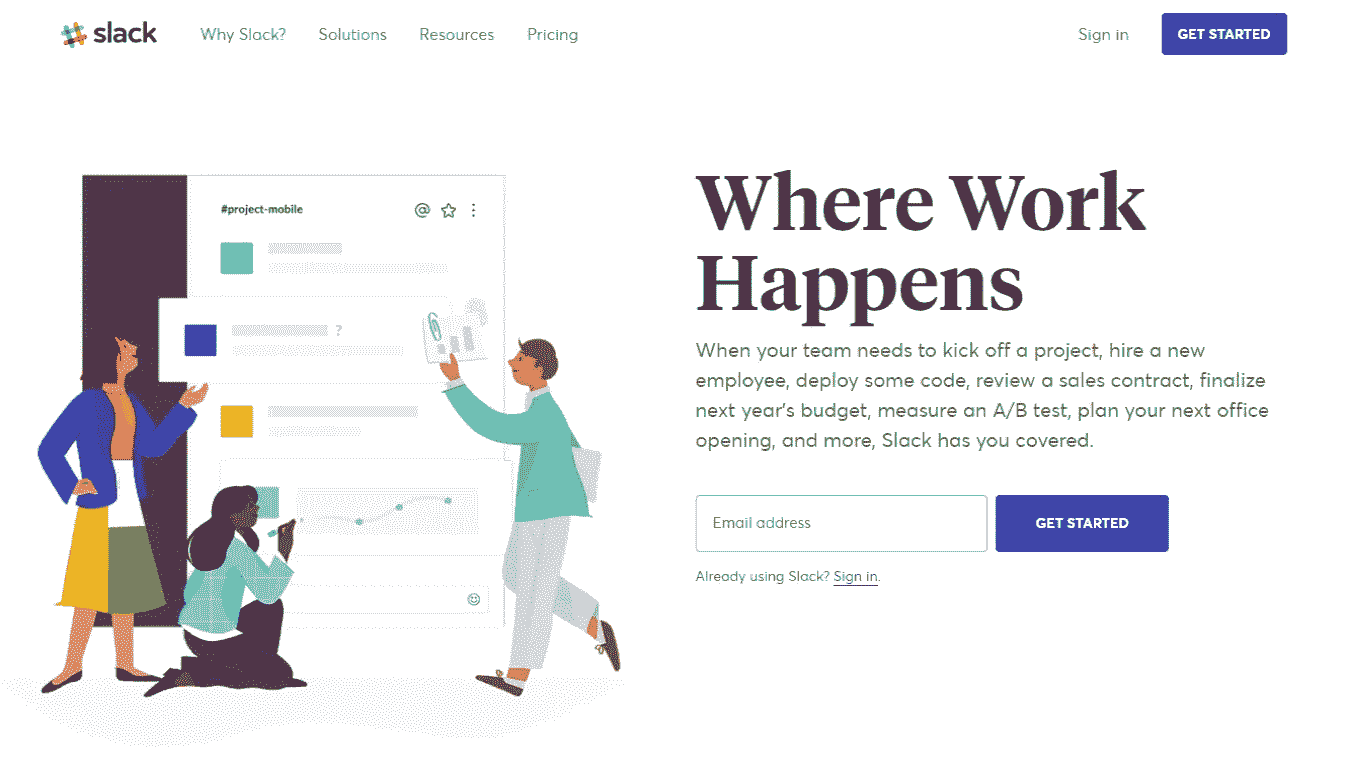 slack
Why Slack?
Solutions
Resources
Pricing
Sign in
GET STARTED
#project-mobile
?
Where Work
Happens
When your team needs to kick off a project, hire a new
employee, deploy some code, review a sales contract, finalize
next year's budget, measure an A/B test, plan your next office
opening, and more, Slack has you covered.
Email address
GET STARTED
Already using Slack? Sign in.